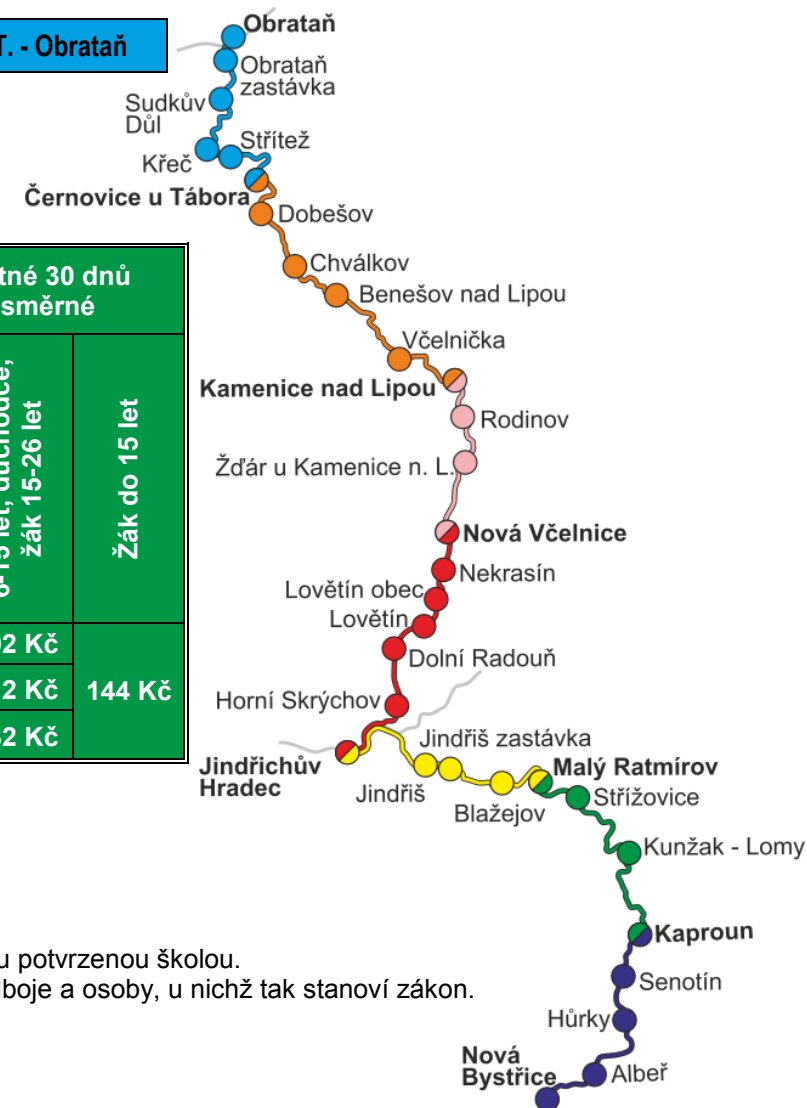 T. - Obrataň
Obrataň
Obrataň
zastávka
Sudkův
Důl
Střítež
Křeč
Černovice u Tábora
Dobešov
Chválkov
Benešov nad Lipou
Včelnička
Kamenice nad Lipou
Rodinov
Žďár u Kamenice n. L.
Nová Včelnice
Nekrasín
Lovětín obec
Lovětín
Dolní Radouň
Horní Skrýchov
Jindřichův
Hradec
Jindřiš zastávka
Jindřiš
Blažejov
Malý Ratmírov
Střížovice
Kunžak - Lomy
Kaproun
Senotín
Hůrky
Albeř
Nová
Bystřice
tné 30 dnů
směrné
6-15 let, důchodce,
žák 15-26 let
Žák do 15 let
2 Kč
2 Kč
2 Kč
144 Kč
u potvrzenou školou.
boje a osoby, u nichž tak stanoví zákon.